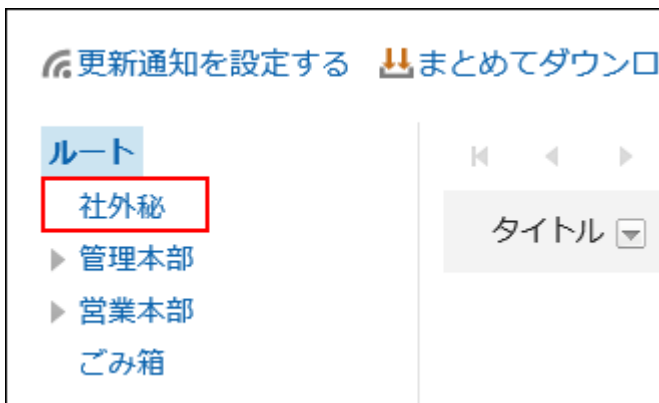 更新通知を設定する まとめてダウンロ
ルート
社外秘
管理本部
営業本部
ごみ箱
タイトル